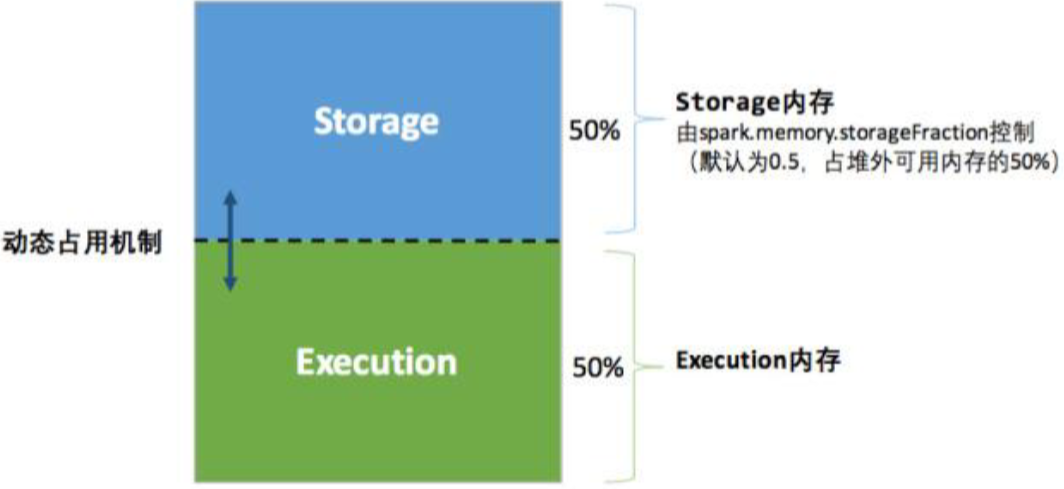 Storage
50%
Storage内存
由spark.memory.storageFraction控制
（默认为0.5，占堆外可用内存的50%）
动态占用机制
Execution
50%
Execution内存